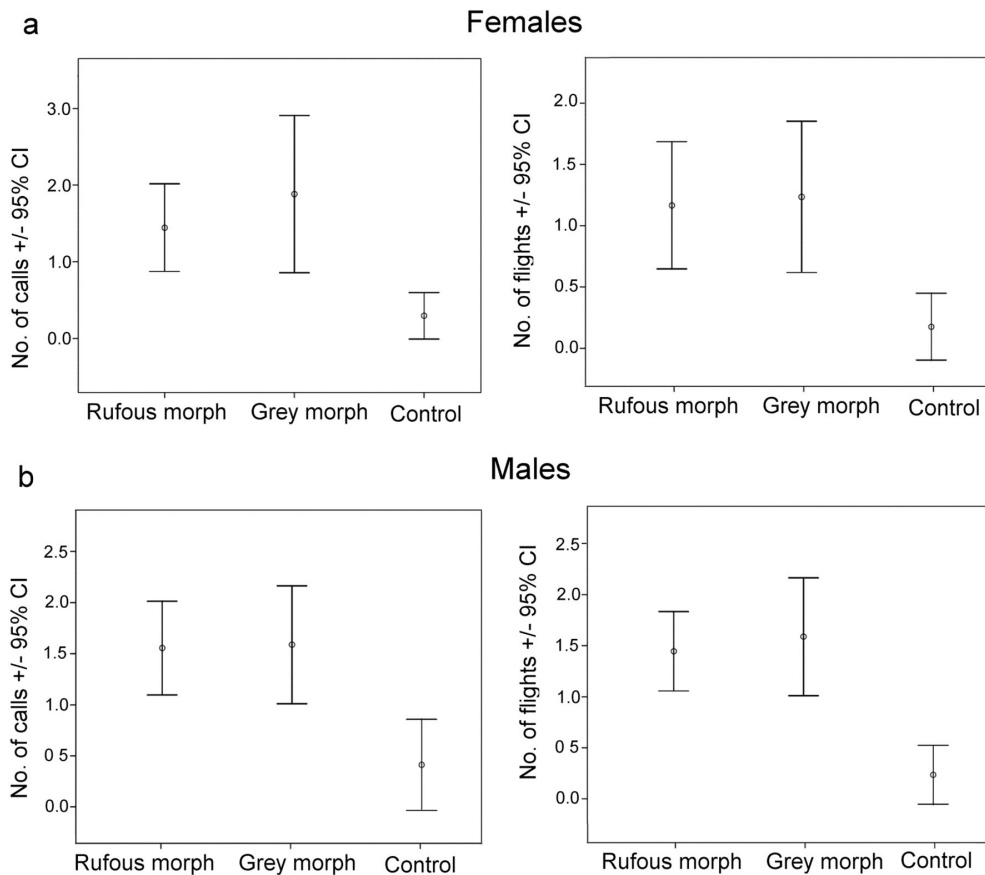 a
Females
No. of calls +/- 95% CI
3.0
2.0
1.0
0.0
Rufous morph Grey morph Control
No. of flights +/- 95% CI
2.0
1.5
1.0
0.5
0.0
Rufous morph Grey morph Control
b
Males
No. of calls +/- 95% CI
2.5
2.0
1.5
1.0
0 5
0.0
Rufous morph Grey morph Control
No. of flights +/- 95% CI
2.5
2.0
1.5
1.0
0 5
0.0
Rufous morph Grey morph Control